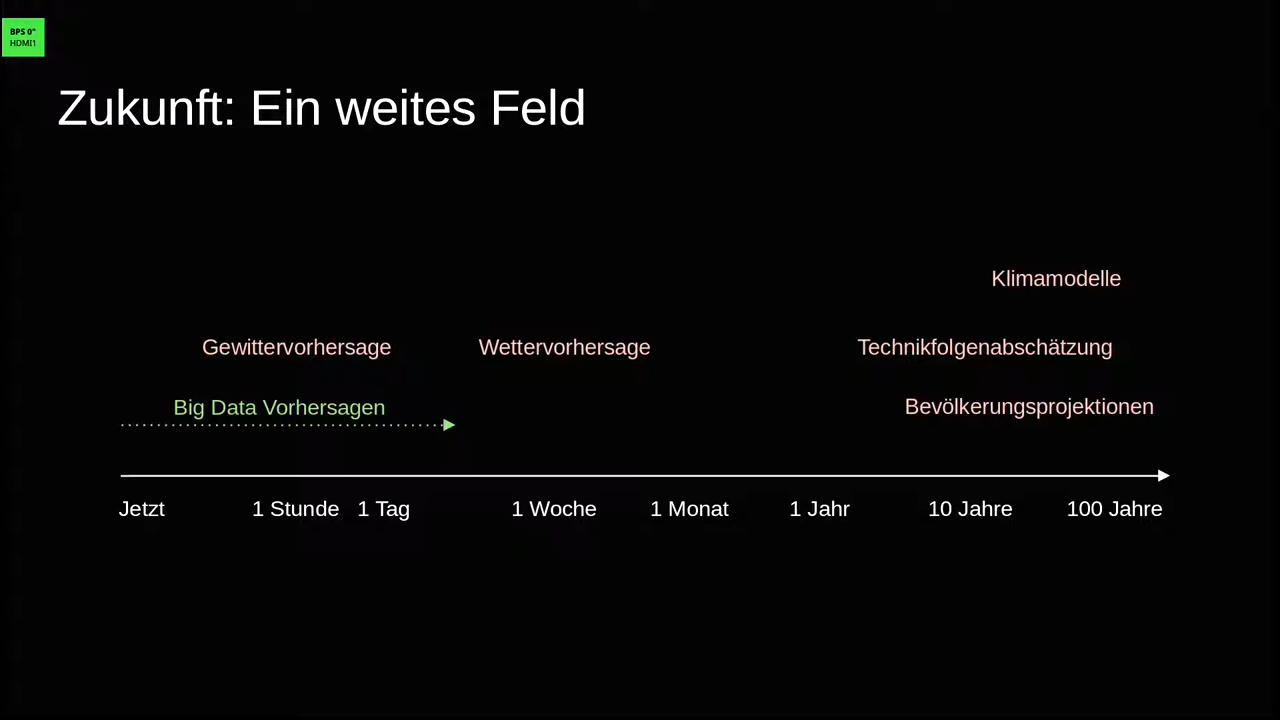 BPS 0"
HDMI1
Zukunft: Ein weites Feld
Klimamodelle
Gewittervorhersage Wettervorhersage Technikfolgenabschätzung
Big Data Vorhersagen Bevölkerungsprojektionen
Jetzt 1 Stunde 1 Tag 1 Woche 1 Monat 1 Jahr 10 Jahre 100 Jahre